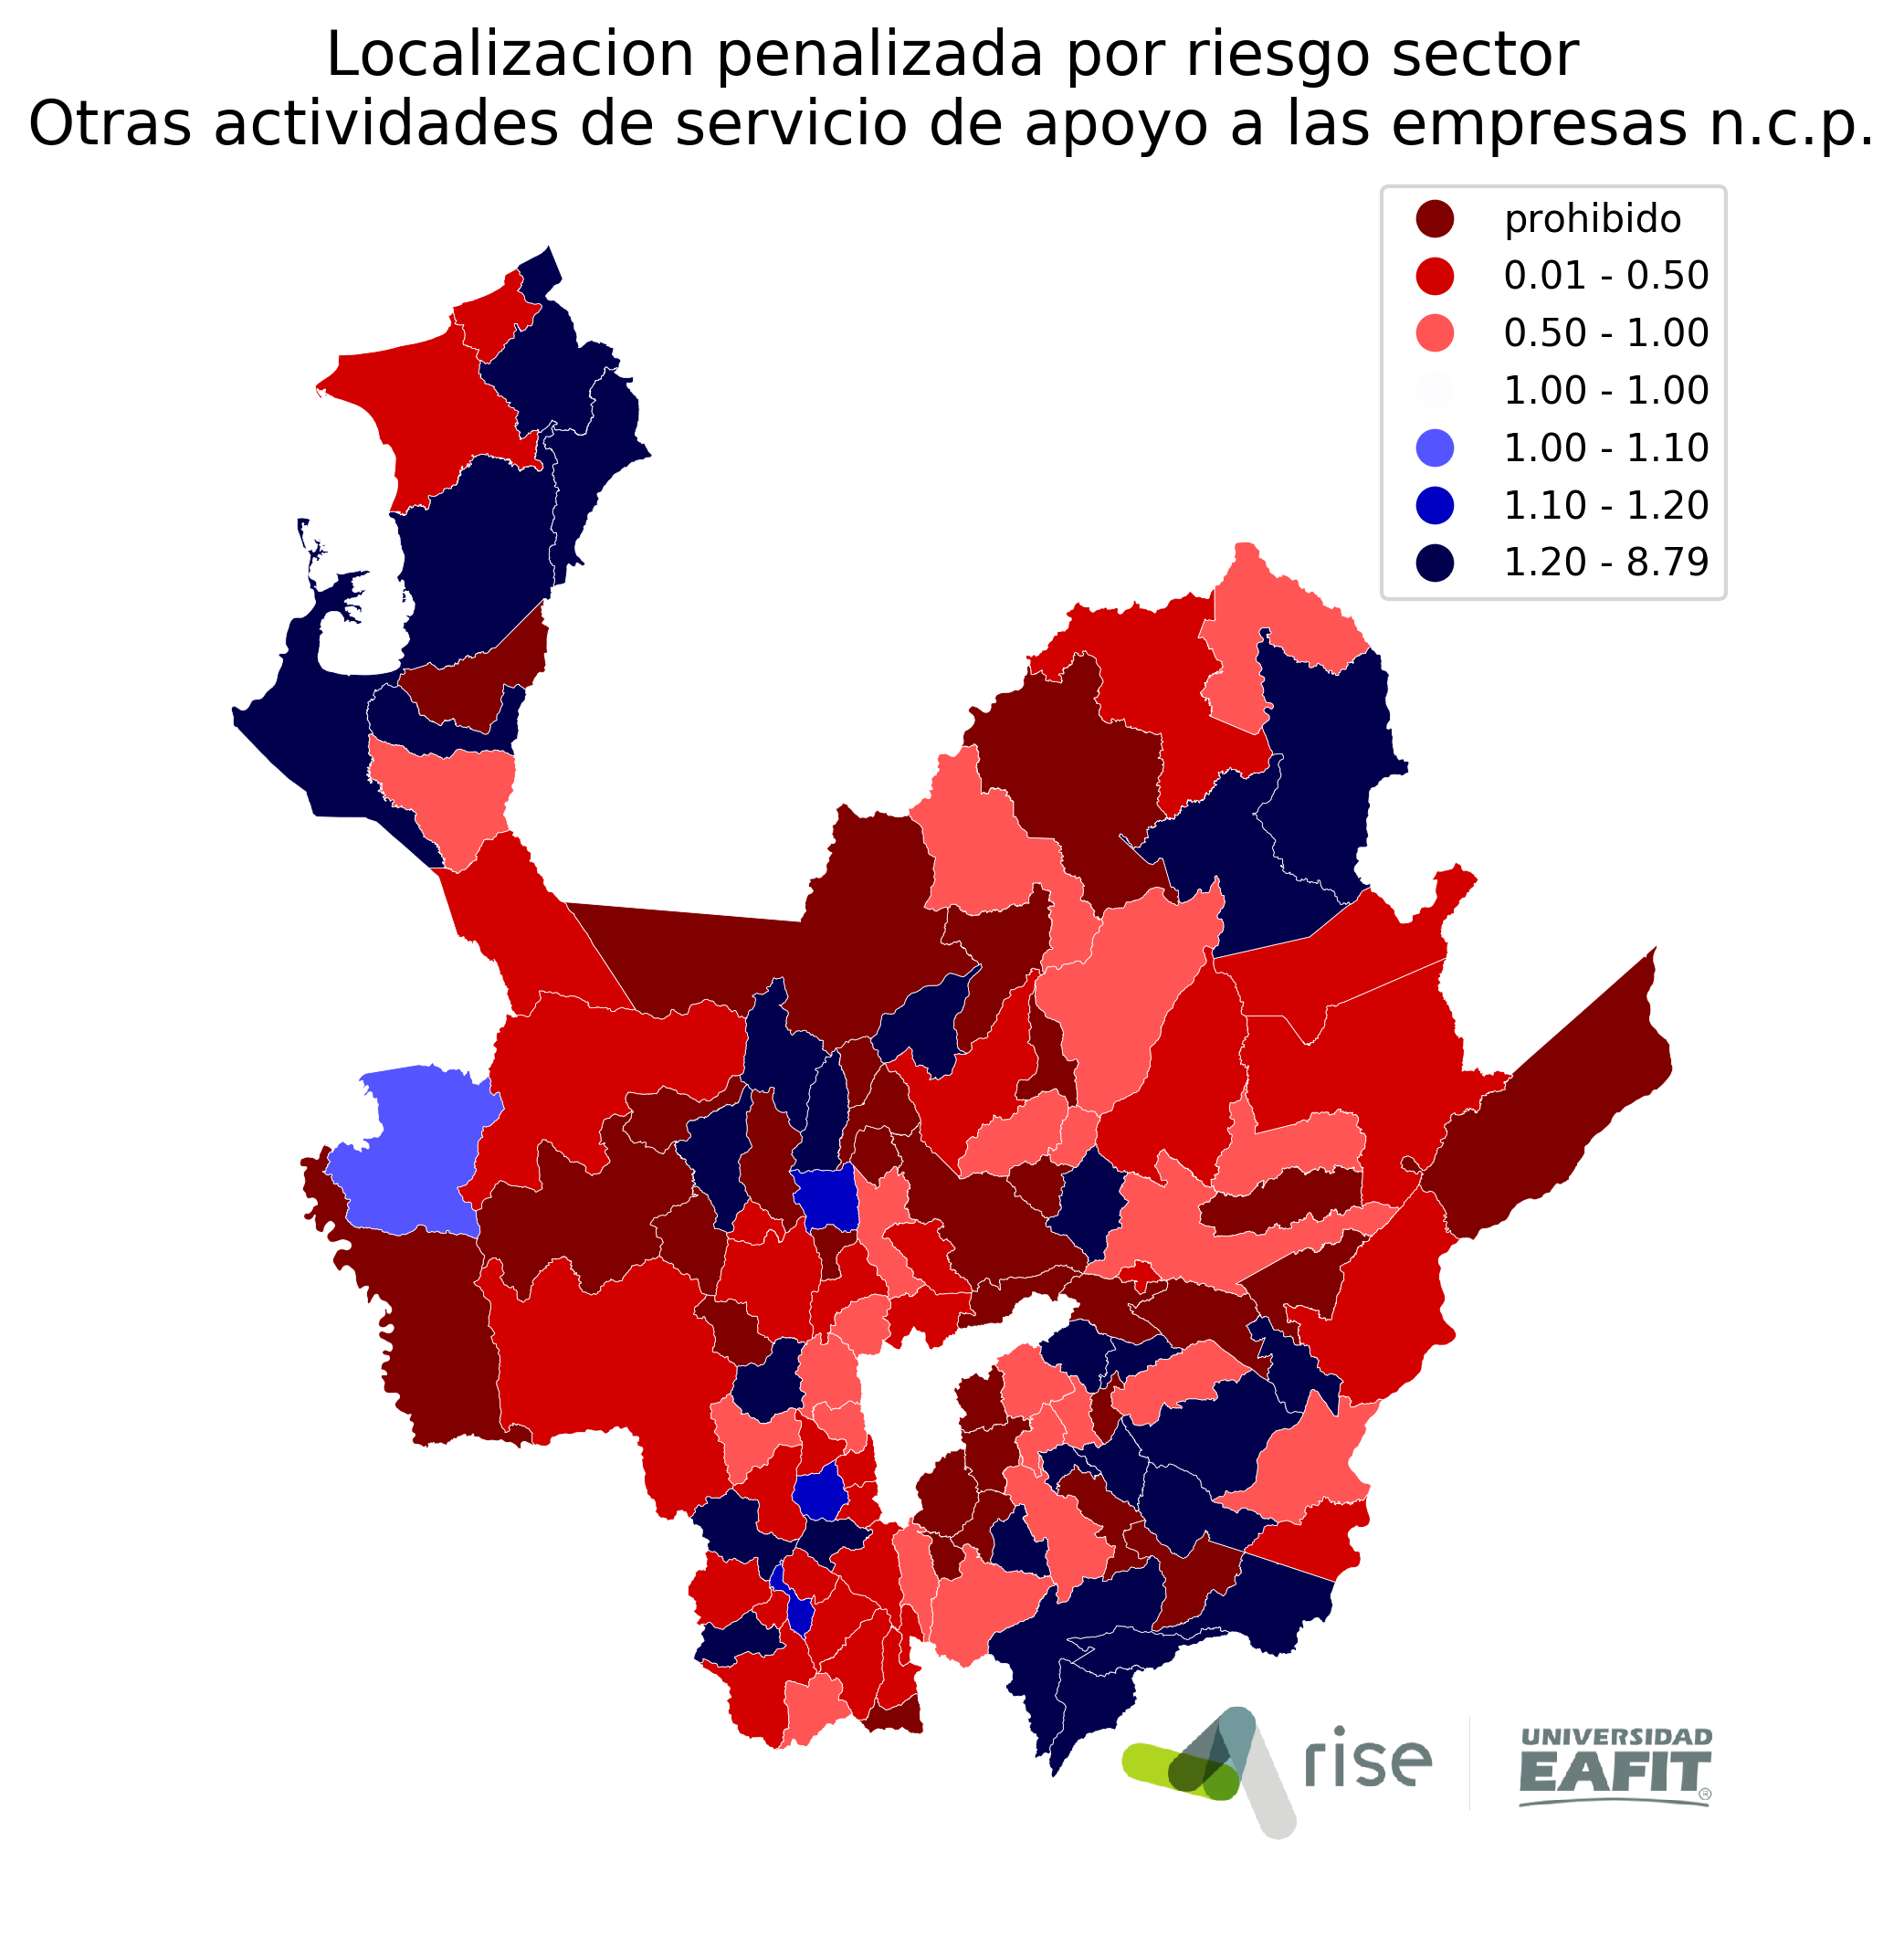 Localizacion penalizada por riesgo sector
Otras actividades de servicio de apoyo a las empresas n.c.p.
prohibido
0.01 - 0.50
0.50 - 1.00
1.00 - 1.00
1.00 - 1.10
1.10 - 1.20
1.20 - 8.79
rise
UNIVERSIDAD
EAFIT®